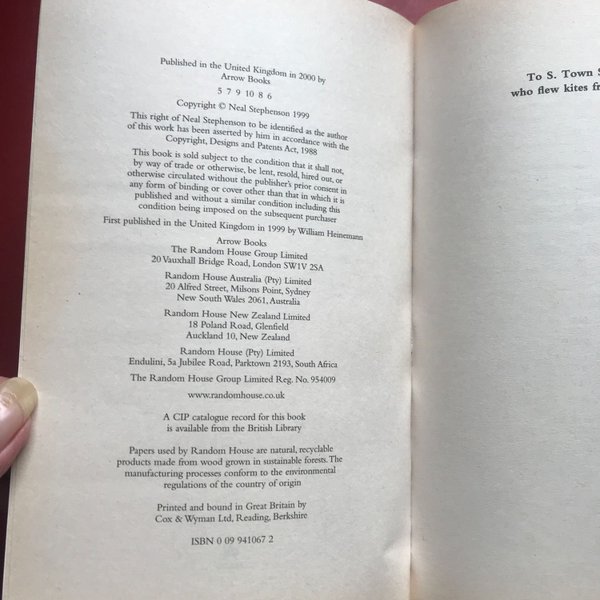 Published in the United Kingdom in 2000 by
Arrow Books
5 7 9 10 8 6
Copyright © Neal Stephenson 1999
This right of Neal Stephenson to be identified as the author
of this work has been asserted by him in accordance with the
Copyright, Designs and Patents Act, 1988
This book is sold subject to the condition that it shall not,
by way of trade or otherwise, be lent, resold, hired out, or
otherwise circulated without the publisher's prior consent in
any form of binding or cover other than that in which it is
published and without a similar condition including this
condition being imposed on the subsequent purchaser
First published in the United Kingdom in 1999 by William Heinemann
Arrow Books
The Random House Group Limited
20 Vauxhall Bridge Road, London SW1V 2SA
Random House Australia (Pty) Limited
20 Alfred Street, Milsons Point, Sydney
New South Wales 2061, Australia
Random House New Zealand Limited
18 Poland Road, Glenfield
Auckland 10, New Zealand
Random House (Pty) Limited
Endulini, 5a Jubilee Road, Parktown 2193, South Africa
The Random House Group Limited Reg. No. 954009
www.randomhouse.co.uk
A CIP catalogue record for this book
is available from the British Library
Papers used by Random House are natural, recyclable
products made from wood grown in sustainable forests. The
manufacturing processes conform to the environmental
regulations of the country of origin
Printed and bound in Great Britain by
Cox & Wyman Ltd, Reading, Berkshire
ISBN 0 09 941067 2
To S. Town S
who flew kites fr